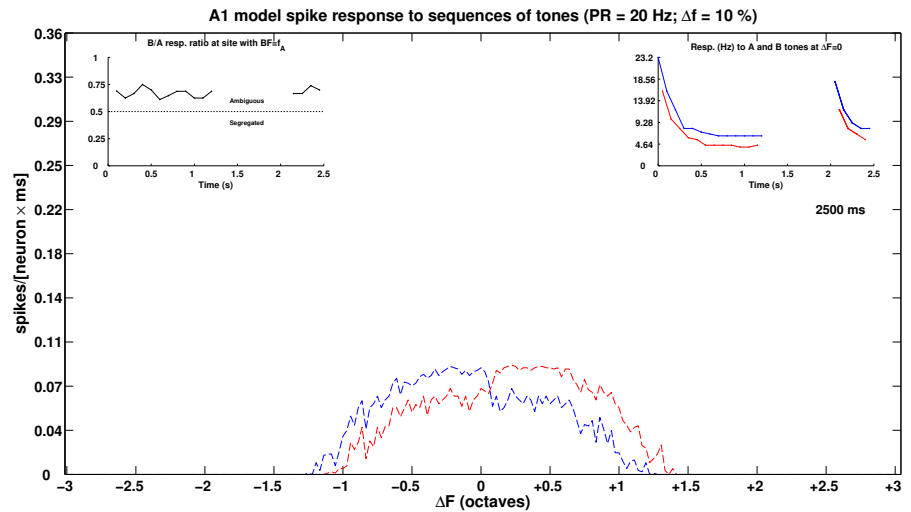 A1 model spike response to sequences of tones (PR = 20 Hz; Δf = 10 %)
spikes/[neuron × ms]
0.36
0.33
0.29
0.25
0.22
0.18
0.14
0.11
0.07
0.04
0
B/A resp. ratio at site with BF=f_A
1
0.75
0.5
0.25
0
Ambiguous
Segregated
0 0.5 1 1.5 2 2.5
Time (s)
Resp. (Hz) to A and B tones at ΔF=0
23.2
18.56
13.92
9.28
4.64
0
0 0.5 1 1.5 2 2.5
Time (s)
2500 ms
−3 −2.5 −2 −1.5 −1 −0.5 0 +0.5 +1 +1.5 +2 +2.5 +3
ΔF (octaves)